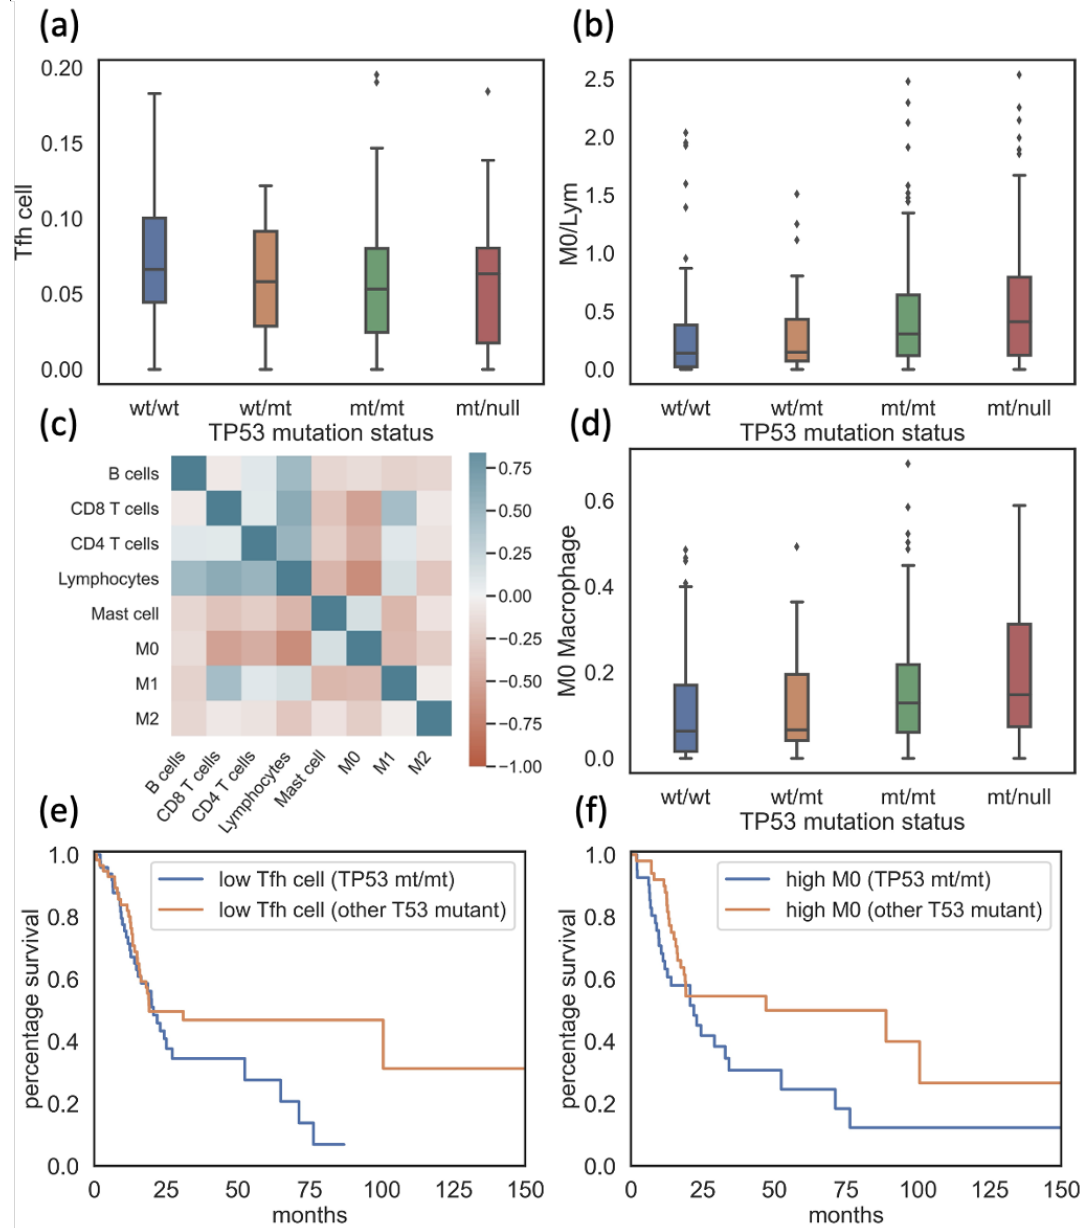 (a)
0.20
0.15
0.10
0.05
0.00
Tfh cell
wt/wt wt/mt mt/mt mt/null
TP53 mutation status
(b)
2.5
2.0
1.5
1.0
0.5
0.0
M0/Lym
wt/wt wt/mt mt/mt mt/null
TP53 mutation status
(c)
B cells
CD8 T cells
CD4 T cells
Lymphocytes
Mast cell
M0
M1
M2
B cells CD8 T cells CD4 T cells Lymphocytes Mast cell M0 M1 M2
0.75
0.50
0.25
0.00
−0.25
−0.50
−0.75
−1.00
(d)
0.6
0.4
0.2
0.0
M0 Macrophage
wt/wt wt/mt mt/mt mt/null
TP53 mutation status
(e)
1.0
0.8
0.6
0.4
0.2
0.0
percentage survival
low Tfh cell (TP53 mt/mt)
low Tfh cell (other T53 mutant)
0 25 50 75 100 125 150
months
(f)
1.0
0.8
0.6
0.4
0.2
0.0
percentage survival
high M0 (TP53 mt/mt)
high M0 (other T53 mutant)
0 25 50 75 100 125 150
months